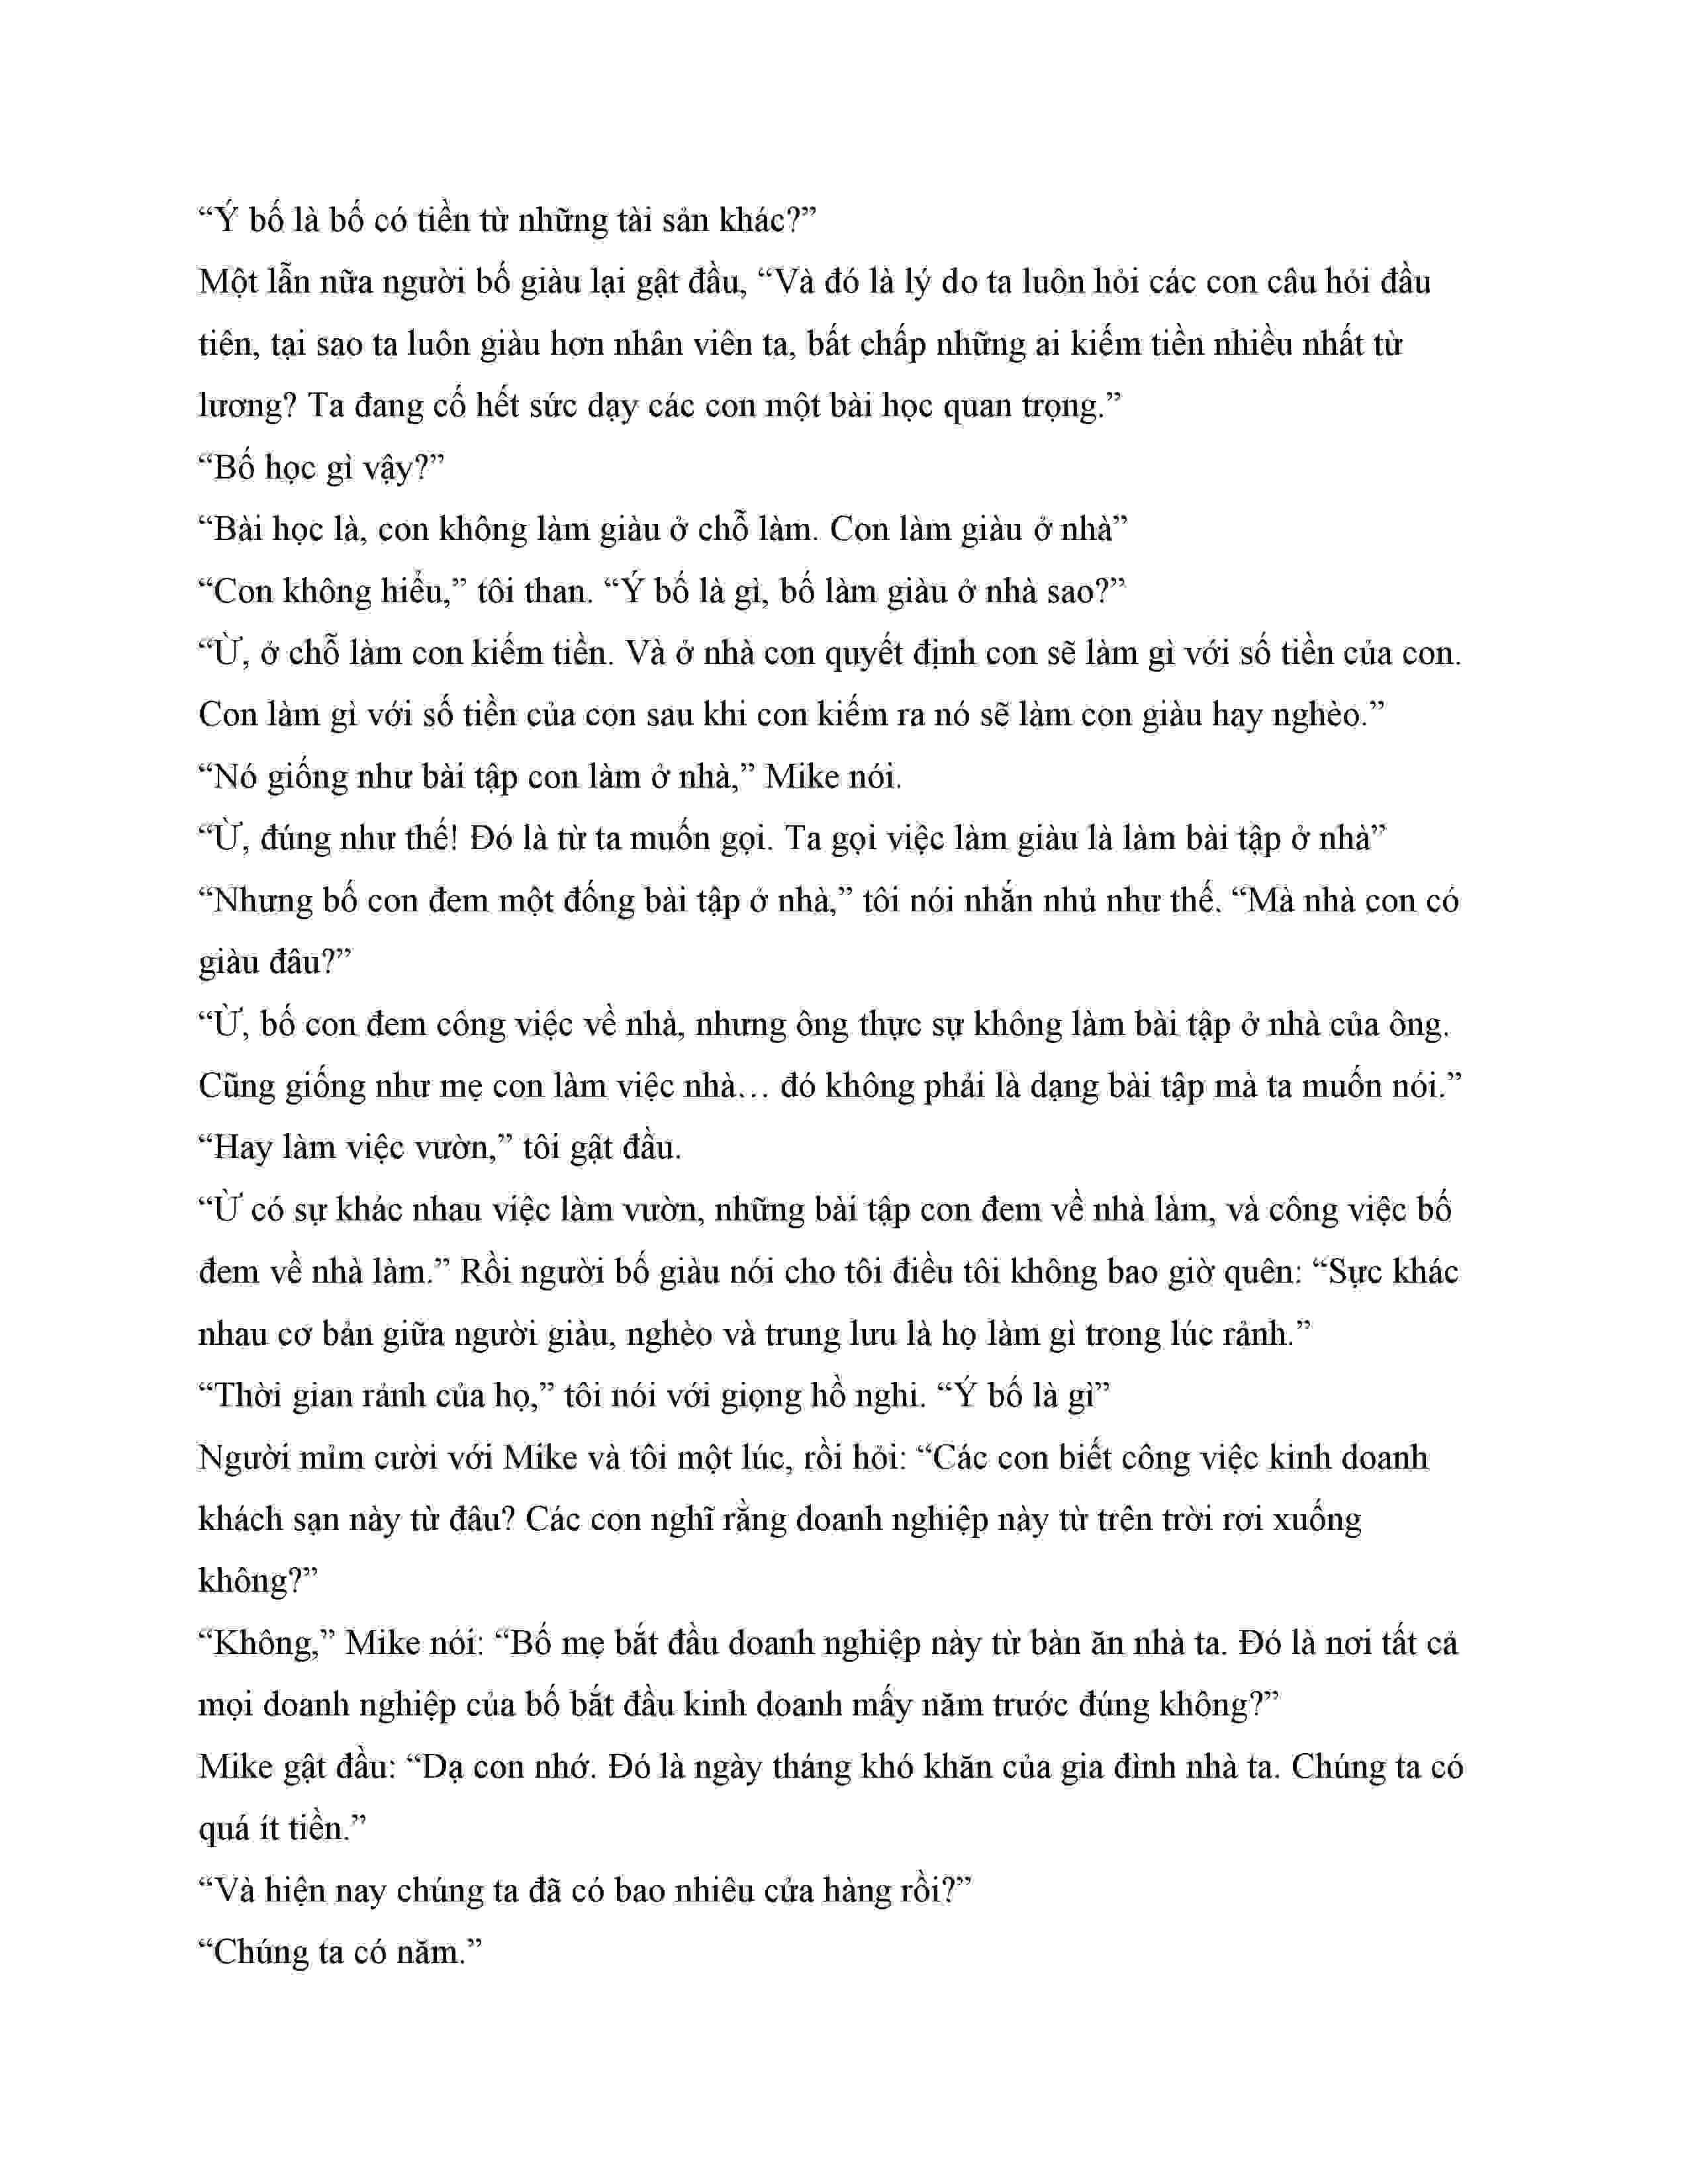 “Ý bố là bố có tiền từ những tài sản khác?”
Một lẫn nữa người bố giàu lại gật đầu, “Và đó là lý do ta luôn hỏi các con câu hỏi đầu
tiên, tại sao ta luôn giàu hơn nhân viên ta, bất chấp những ai kiếm tiền nhiều nhất từ
lương? Ta đang cố hết sức dạy các con một bài học quan trọng.”
“Bố học gì vậy?”
“Bài học là, con không làm giàu ở chỗ làm. Con làm giàu ở nhà”
“Con không hiểu,” tôi than. “Ý bố là gì, bố làm giàu ở nhà sao?”
“Ừ, ở chỗ làm con kiếm tiền. Và ở nhà con quyết định con sẽ làm gì với số tiền của con.
Con làm gì với số tiền của con sau khi con kiếm ra nó sẽ làm con giàu hay nghèo.”
“Nó giống như bài tập con làm ở nhà,” Mike nói.
“Ừ, đúng như thế! Đó là từ ta muốn gọi. Ta gọi việc làm giàu là làm bài tập ở nhà”
“Nhưng bố con đem một đống bài tập ở nhà,” tôi nói nhắn nhủ như thế. “Mà nhà con có
giàu đâu?”
“Ừ, bố con đem công việc về nhà, nhưng ông thực sự không làm bài tập ở nhà của ông.
Cũng giống như mẹ con làm việc nhà… đó không phải là dạng bài tập mà ta muốn nói.”
“Hay làm việc vườn,” tôi gật đầu.
“Ừ có sự khác nhau việc làm vườn, những bài tập con đem về nhà làm, và công việc bố
đem về nhà làm.” Rồi người bố giàu nói cho tôi điều tôi không bao giờ quên: “Sực khác
nhau cơ bản giữa người giàu, nghèo và trung lưu là họ làm gì trong lúc rảnh.”
“Thời gian rảnh của họ,” tôi nói với giọng hồ nghi. “Ý bố là gì”
Người mỉm cười với Mike và tôi một lúc, rồi hỏi: “Các con biết công việc kinh doanh
khách sạn này từ đâu? Các con nghĩ rằng doanh nghiệp này từ trên trời rơi xuống
không?”
“Không,” Mike nói: “Bố mẹ bắt đầu doanh nghiệp này từ bàn ăn nhà ta. Đó là nơi tất cả
mọi doanh nghiệp của bố bắt đầu kinh doanh mấy năm trước đúng không?”
Mike gật đầu: “Dạ con nhớ. Đó là ngày tháng khó khăn của gia đình nhà ta. Chúng ta có
quá ít tiền.”
“Và hiện nay chúng ta đã có bao nhiêu cửa hàng rồi?”
“Chúng ta có năm.”